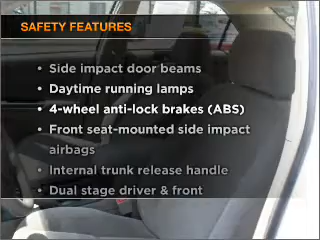 SAFETY FEATURES
• Side impact door beams
• Daytime running lamps
• 4-wheel anti-lock brakes (ABS)
• Front seat-mounted side impact
airbags
• Internal trunk release handle
• Dual stage driver & front